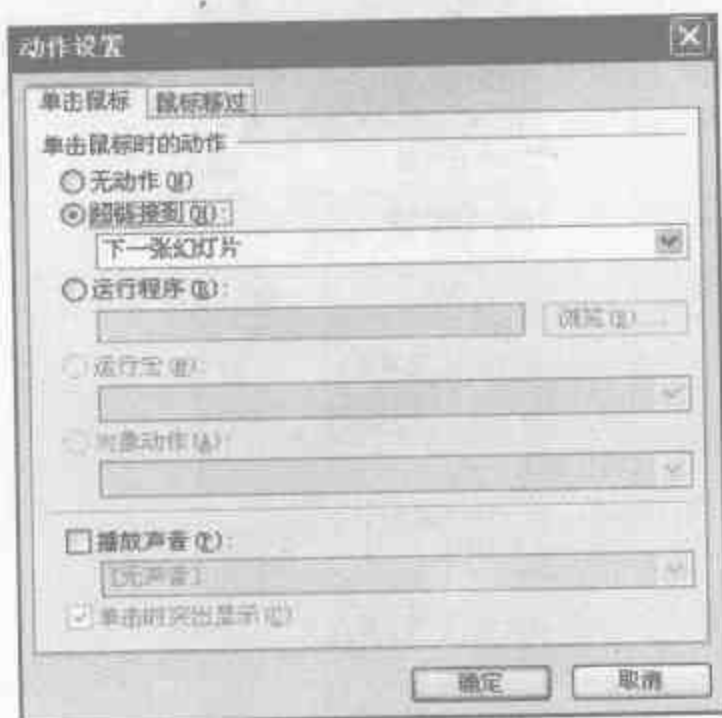 动作设置
单击鼠标 鼠标移过
单击鼠标时的动作
无动作(N)
超链接到(H):
下一张幻灯片
运行程序(R):
浏览(B)...
运行宏(M):
对象动作(A):
播放声音(P):
[无声音]
单击时突出显示(C)
确定 取消